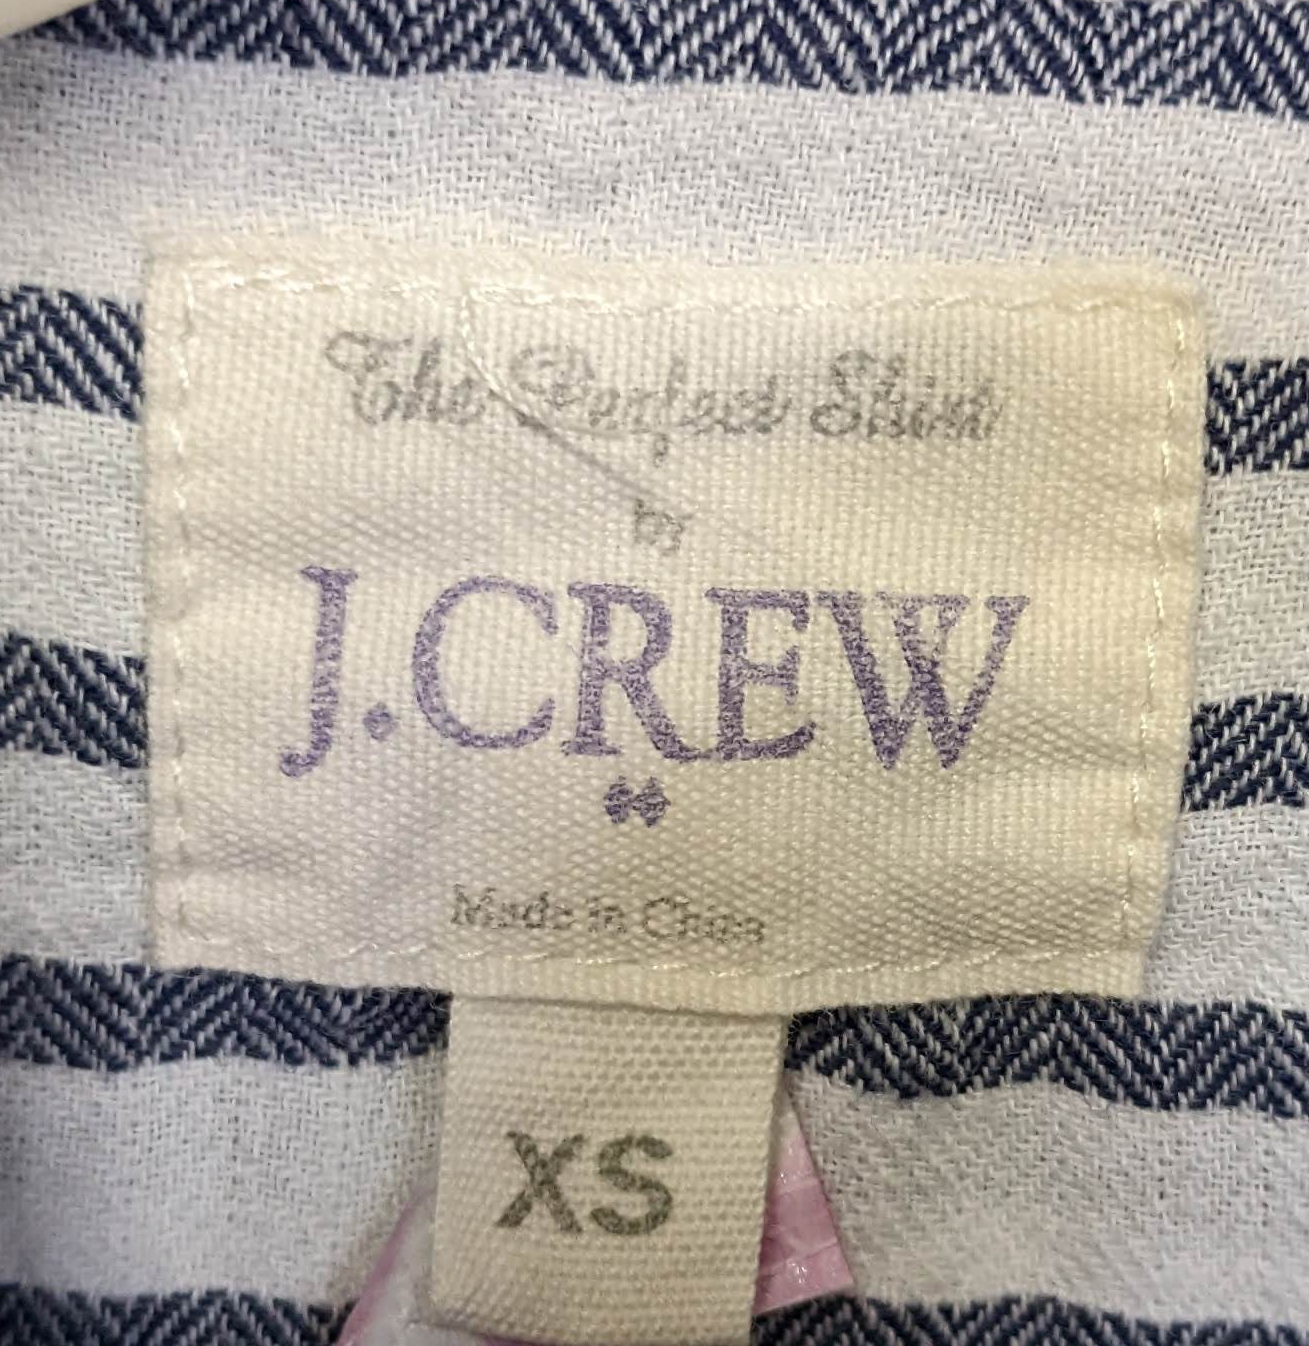 The Perfect Shirt
by
J.CREW
Made in China
XS